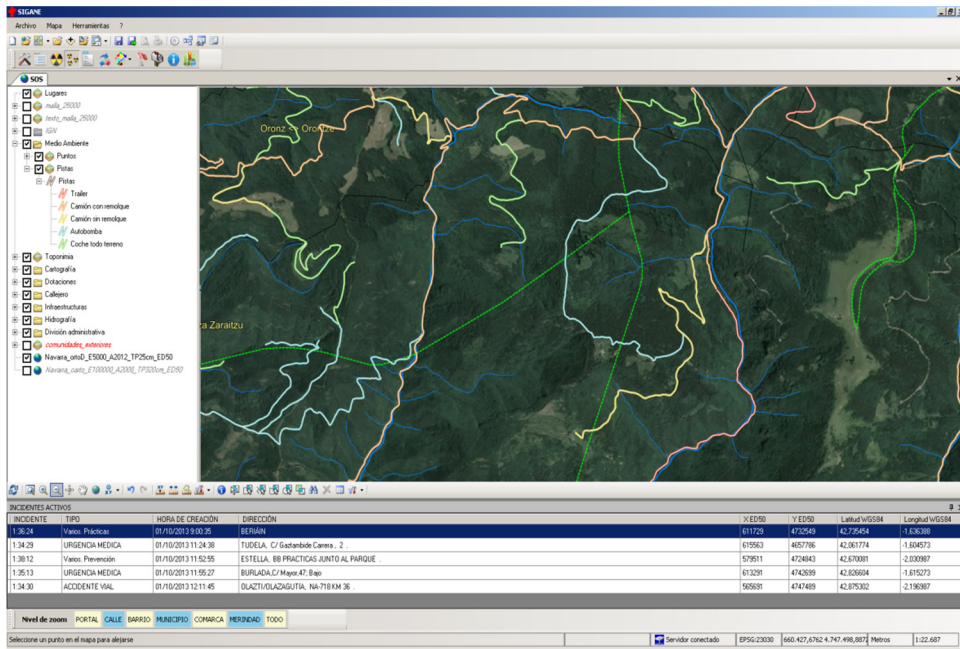 SIGANE
Archivo Mapa Herramientas ?
SOS
Lugares
malla_25000
texto_malla_25000
IGN
Medio Ambiente
Puntos
Pistas
Pistas
Trailer
Camión con remolque
Camión sin remolque
Autobomba
Coche todo terreno
Toponimia
Cartografía
Dotaciones
Callejero
Infraestructuras
Hidrografía
División administrativa
comunidades_exteriores
Navarra_ortoD_E5000_A2012_TP25cm_ED50
Navarra_carto_E100000_A2008_TP320cm_ED50
Oronz <> Orontze
Zaraitzu
INCIDENTES ACTIVOS
INCIDENTE TIPO HORA DE CREACIÓN DIRECCIÓN X ED50 Y ED50 Latitud WGS84 Longitud WGS84
1:36:24 Varios. Prácticas 01/10/2013 9:00:35 BERIÁIN 611729 4732549 42,735454 -1,636388
1:34:29 URGENCIA MEDICA 01/10/2013 11:24:38 TUDELA, C/ Gaztambide Carrera , 2 . 615563 4657786 42,061774 -1,604573
1:38:12 Varios. Prevención 01/10/2013 11:52:55 ESTELLA, BB PRACTICAS JUNTO AL PARQUE . 579511 4724843 42,670081 -2,030987
1:35:13 URGENCIA MEDICA 01/10/2013 11:55:27 BURLADA,C/ Mayor,47; Bajo 613291 4742699 42,826604 -1,615273
1:34:30 ACCIDENTE VIAL 01/10/2013 12:11:45 OLAZTI/OLAZAGUTIA, NA-718 KM 36 . 565691 4747489 42,875302 -2,196987
Nivel de zoom PORTAL CALLE BARRIO MUNICIPIO COMARCA MERINDAD TODO
Seleccione un punto en el mapa para alejarse Servidor conectado EPSG:23030 660.427,6762 4.747.498,887 Metros 1:22.687